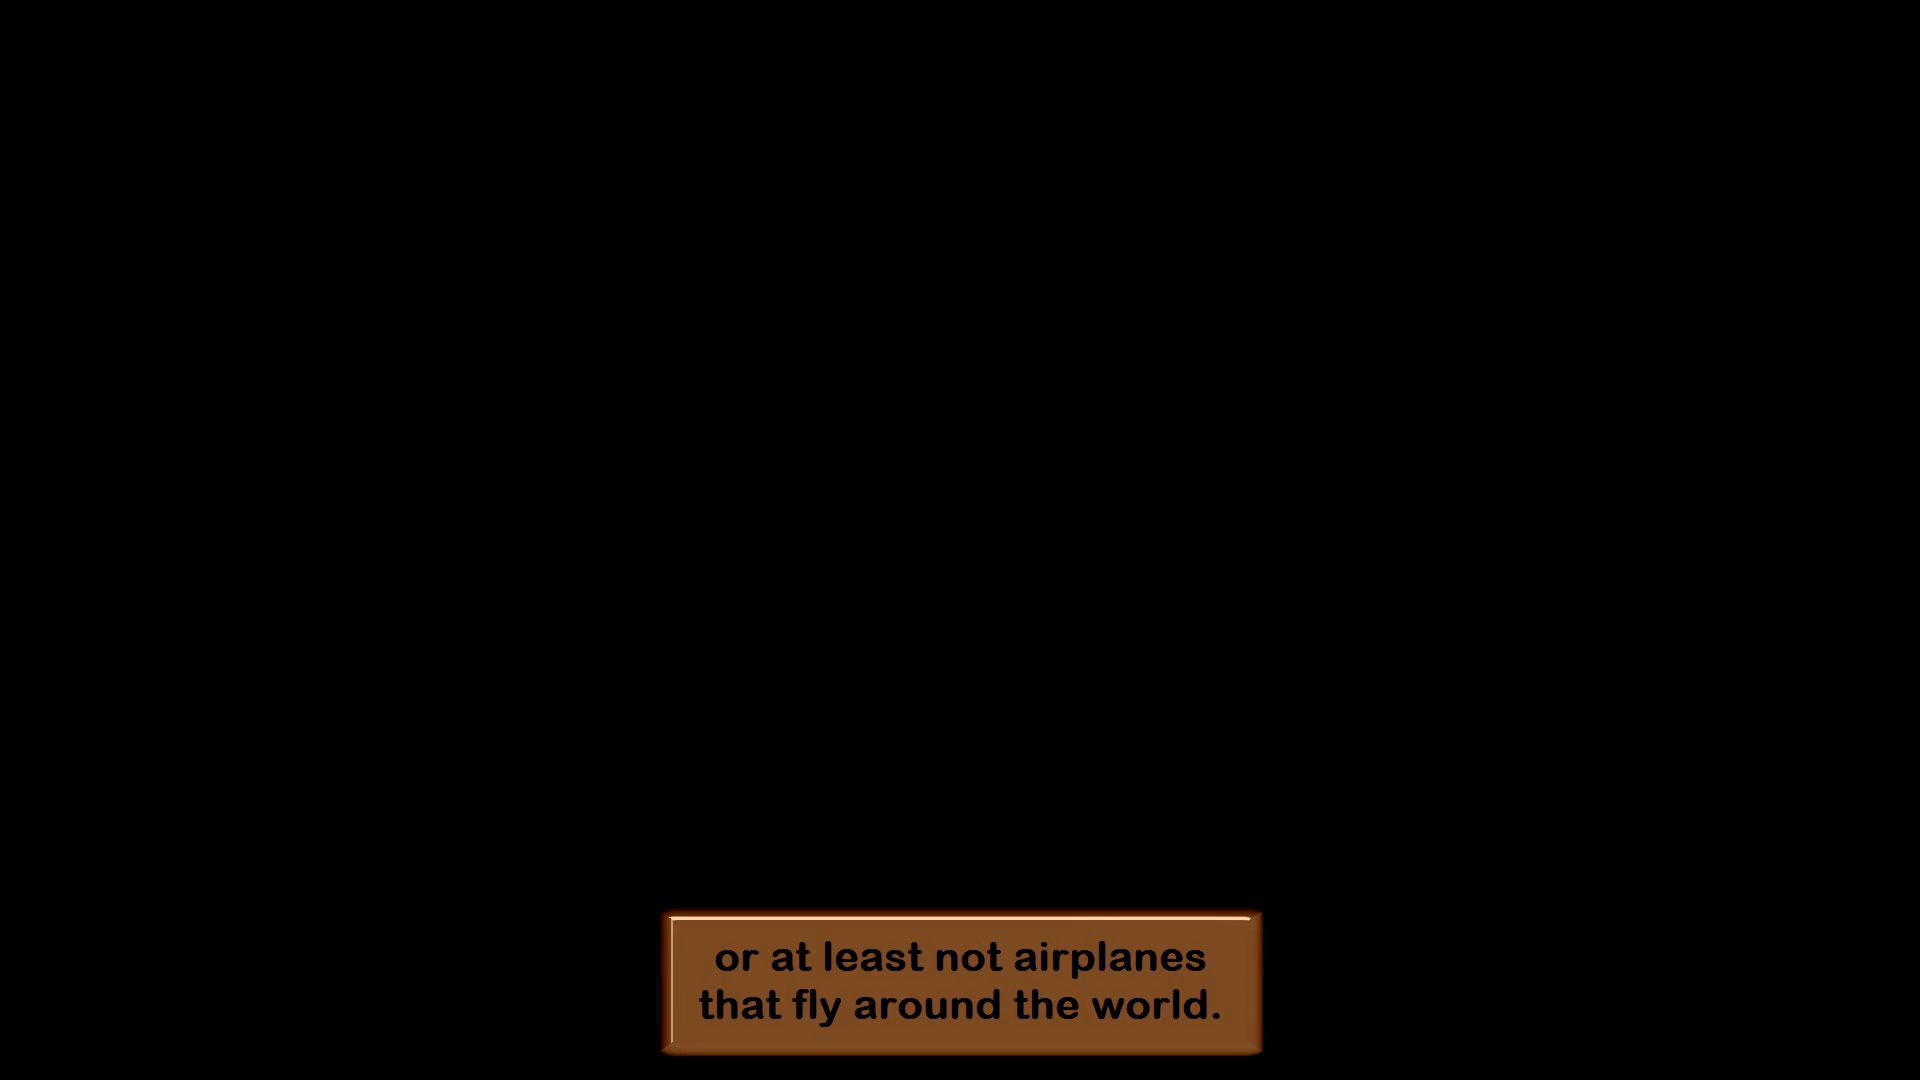 or at least not airplanes
that fly around the world.